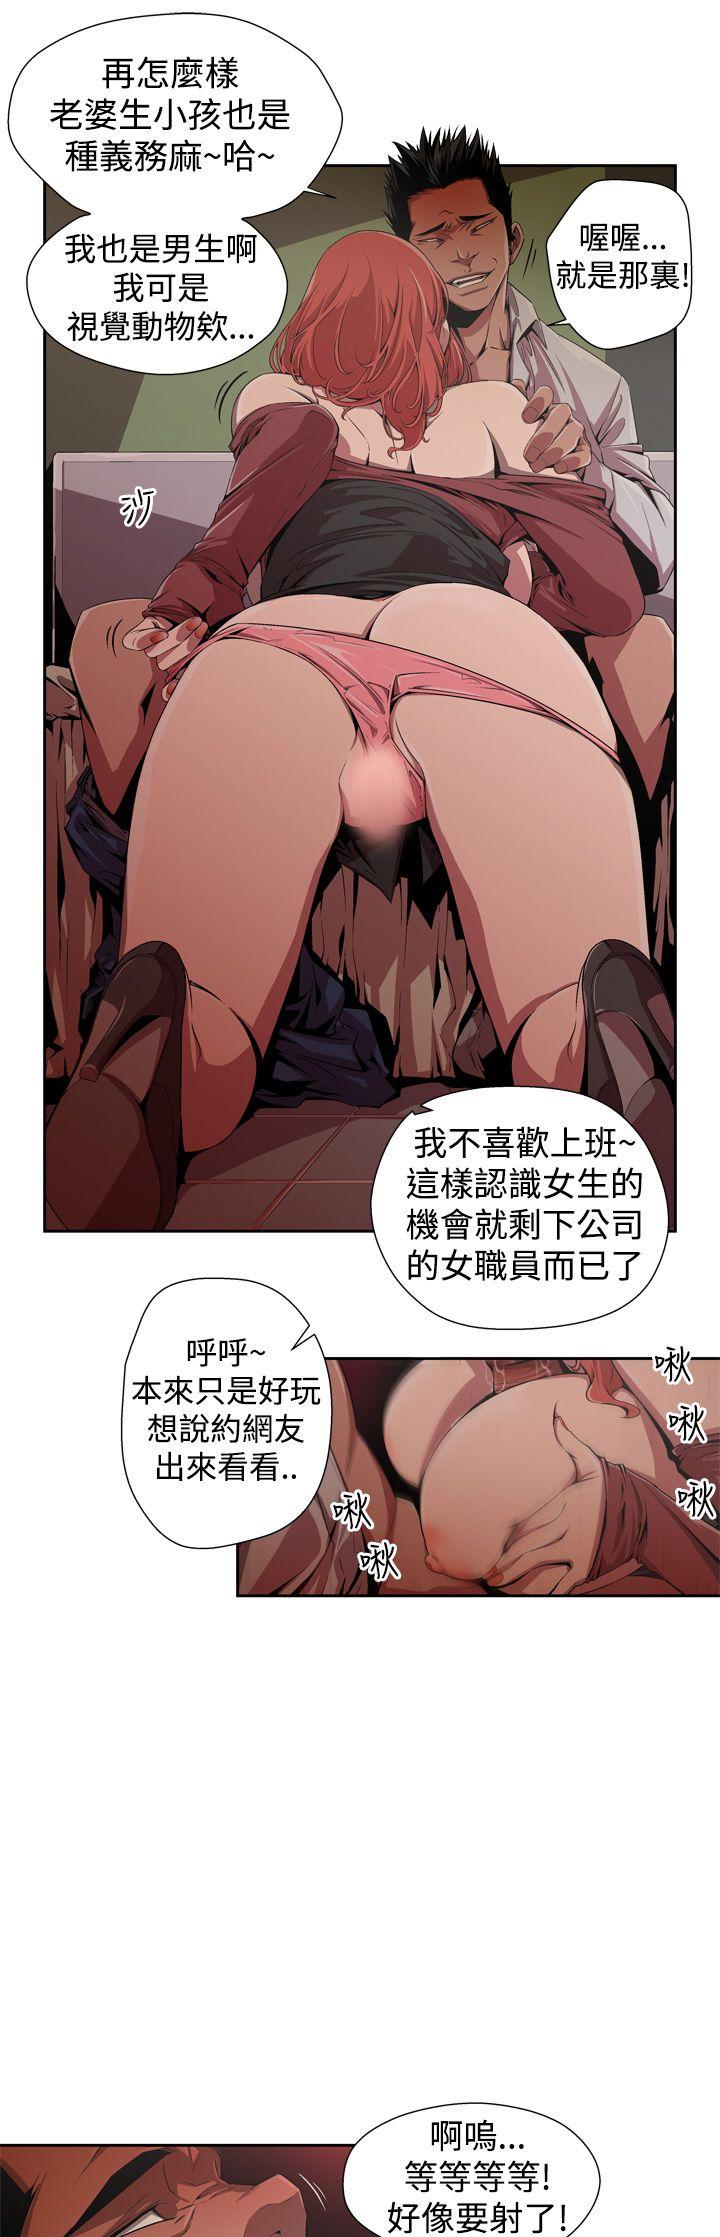 再怎麼樣
老婆生小孩也是
種義務麻~哈~
我也是男生啊
我可是
視覺動物欸...
喔喔...
就是那裏!
沙
我不喜歡上班~
這樣認識女生的
機會就剩下公司
的女職員而已了
呼呼~
本來只是好玩
想說約網友
出來看看..
啾
啾
啾
啾
啾
啊嗚...
等等等等!
好像要射了!